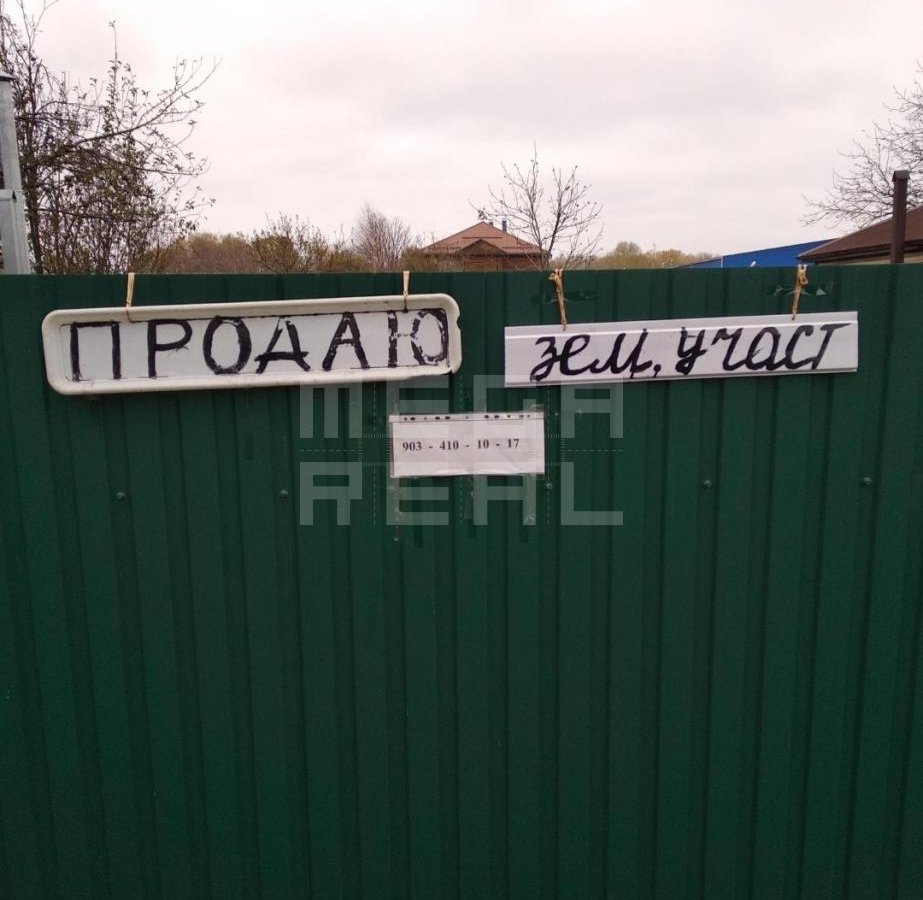 ПРОДАЮ
зем, участ
903 - 410 - 10 - 17
MEGA
REAL